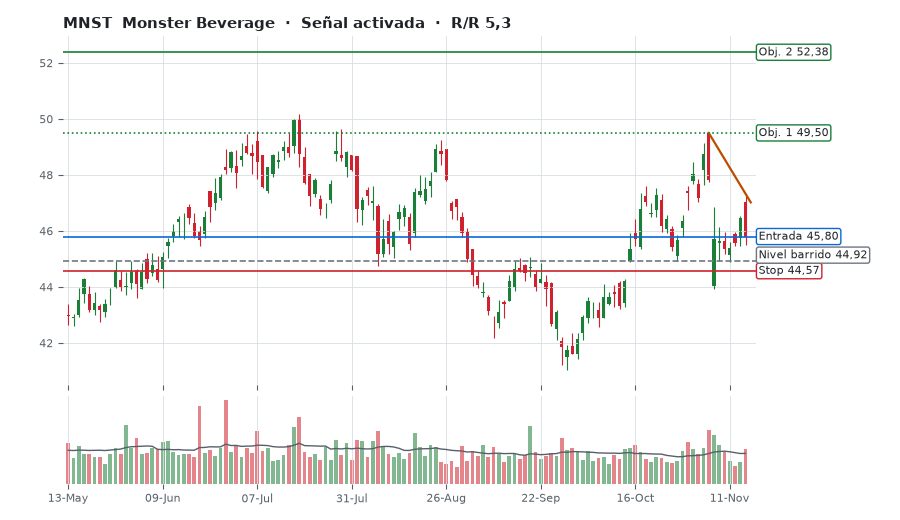 MNST Monster Beverage · Señal activada · R/R 5,3
Obj. 2 52,38
52
50
Obj. 1 49,50
48
46
Entrada 45,80
Nivel barrido 44,92
Stop 44,57
44
42
13-May 09-Jun 07-Jul 31-Jul 26-Aug 22-Sep 16-Oct 11-Nov